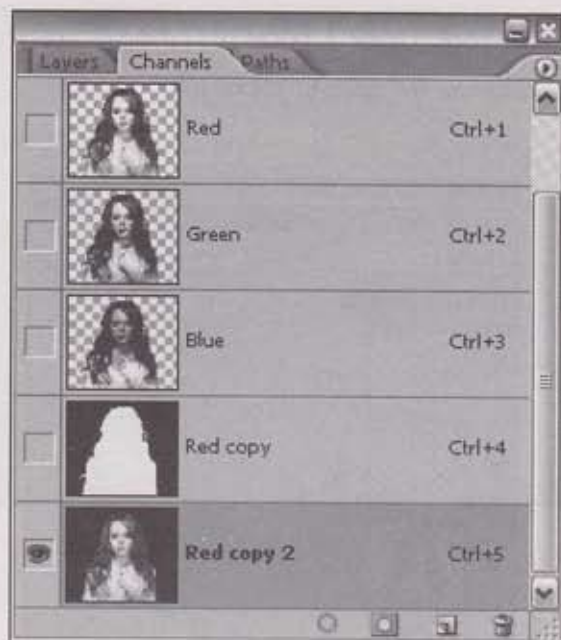 Layers Channels Paths
Red Ctrl+1
Green Ctrl+2
Blue Ctrl+3
Red copy Ctrl+4
Red copy 2 Ctrl+5